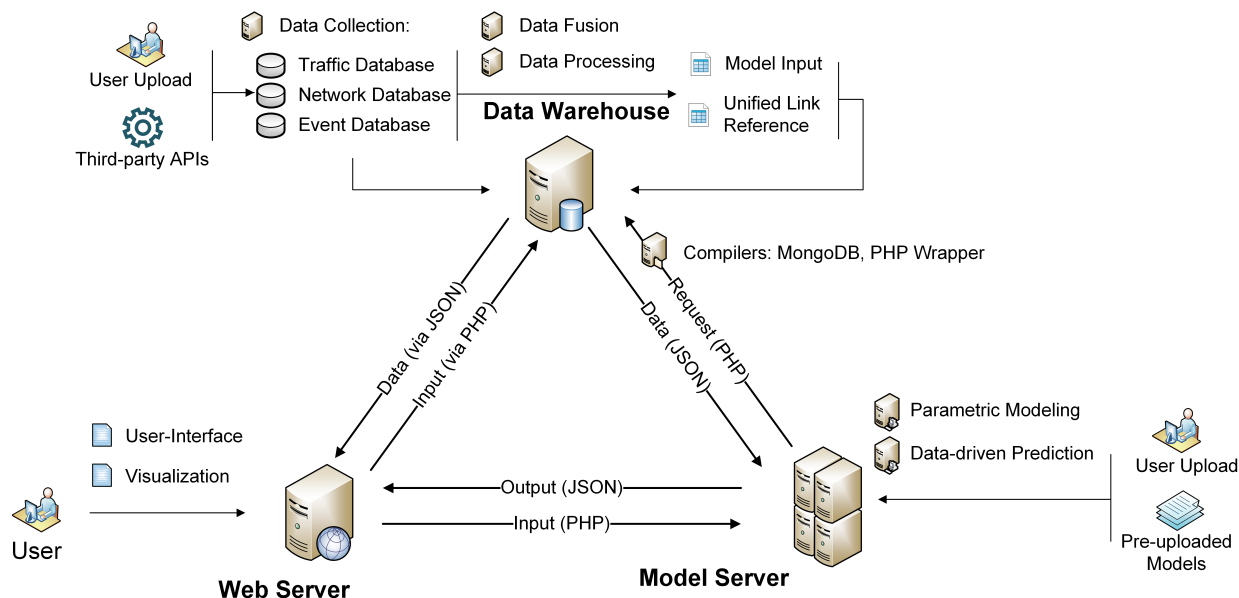 Data Collection:
Data Fusion
User Upload
Traffic Database
Data Processing
Model Input
Network Database
Data Warehouse
Unified Link
Reference
Event Database
Third-party APIs
Compilers: MongoDB, PHP Wrapper
Data (via JSON)
Input (via PHP)
Data (JSON)
Request (PHP)
User-Interface
Visualization
Parametric Modeling
Data-driven Prediction
User Upload
Output (JSON)
Input (PHP)
User
Pre-uploaded
Models
Web Server
Model Server